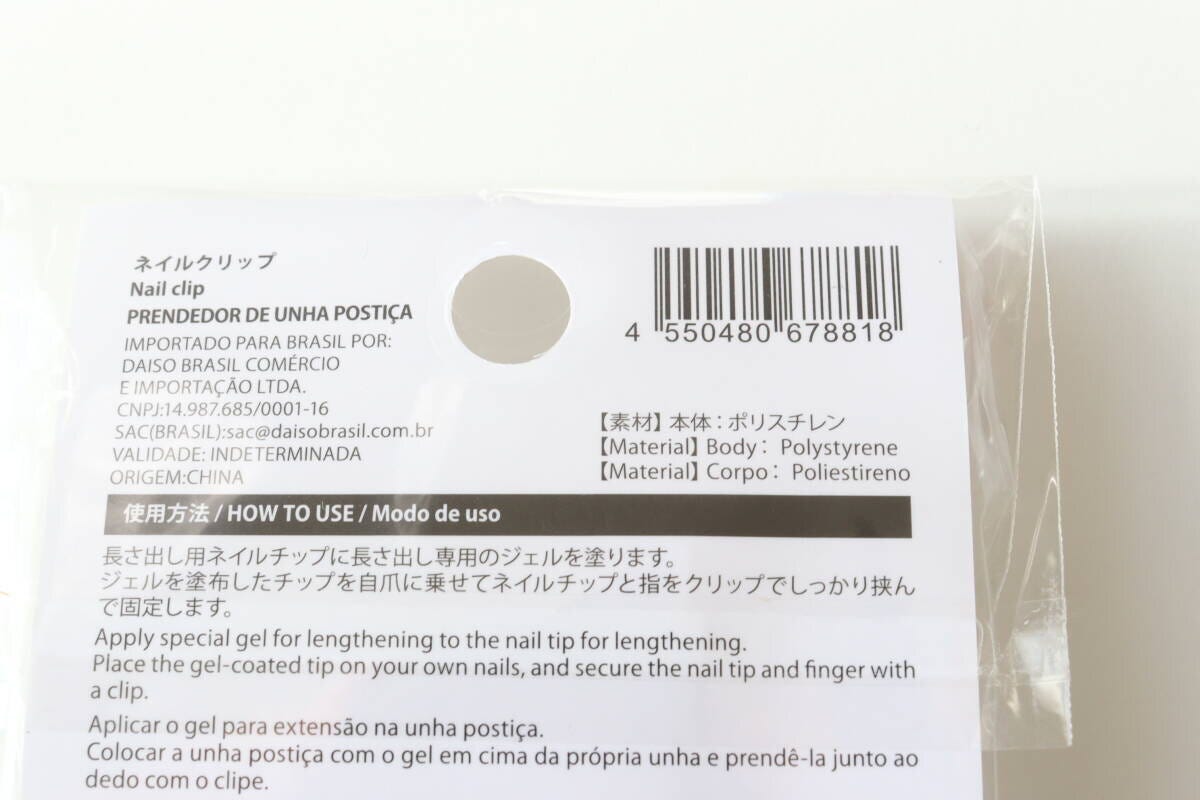 ネイルクリップ
Nail clip
PRENDEDOR DE UNHA POSTIÇA
IMPORTADO PARA BRASIL POR:
DAISO BRASIL COMÉRCIO
E IMPORTAÇÃO LTDA.
CNPJ:14.987.685/0001-16
SAC(BRASIL):sac@daisobrasil.com.br
VALIDADE: INDETERMINADA
ORIGEM:CHINA
4 550480 678818
【素材】本体：ポリスチレン
【Material】Body： Polystyrene
【Material】Corpo： Poliestireno
使用方法 / HOW TO USE / Modo de uso
長さ出し用ネイルチップに長さ出し専用のジェルを塗ります。
ジェルを塗布したチップを自爪に乗せてネイルチップと指をクリップでしっかり挟ん
で固定します。
Apply special gel for lengthening to the nail tip for lengthening.
Place the gel-coated tip on your own nails, and secure the nail tip and finger with
a clip.
Aplicar o gel para extensão na unha postiça.
Colocar a unha postiça com o gel em cima da própria unha e prendê-la junto ao
dedo com o clipe.